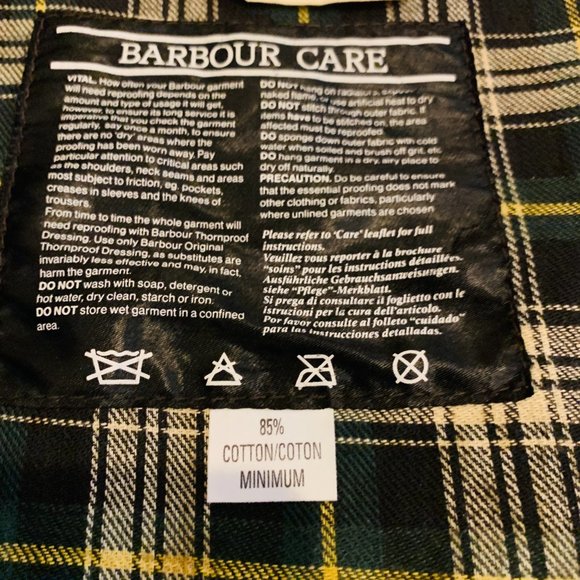 BARBOUR CARE
VITAL. How often your Barbour garment
will need reproofing depends on the
amount and type of usage it will get,
however, to ensure its long service it is
imperative that you check the garment
regularly, say once a month, to ensure
there are no 'dry' areas where the
proofing has been worn away. Pay
particular attention to critical areas such
as the shoulders, neck seams and areas
most subject to friction, eg. pockets,
creases in sleeves and the knees of
trousers.
From time to time the whole garment will
need reproofing with Barbour Thornproof
Dressing. Use only Barbour Original
Thornproof Dressing, as substitutes are
invariably less effective and may, in fact,
harm the garment.
DO NOT wash with soap, detergent or
hot water, dry clean, starch or iron.
DO NOT store wet garment in a confined
area.
DO NOT hang on radiators, expose
naked flame, or use artificial heat to dry
DO NOT stitch through outer fabric. If
items have to be stitched on, the area
affected must be reproofed.
DO sponge down outer fabric with cold
water when soiled and brush off grit, etc.
DO hang garment in a dry, airy place to
dry off naturally.
PRECAUTION. Do be careful to ensure
that the essential proofing does not mark
other clothing or fabrics, particularly
where unlined garments are chosen
Please refer to 'Care' leaflet for full
instructions.
Veuillez vous reporter à la brochure
"soins" pour les instructions détaillées.
Ausführliche Gebrauchsanweisungen,
siehe "Pflege"-Merkblatt.
Si prega di consultare il foglietto con le
istruzioni per la cura dell'articolo.
Por favor consulte al folleto "cuidado"
para las instrucciones detalladas.
85%
COTTON/COTON
MINIMUM